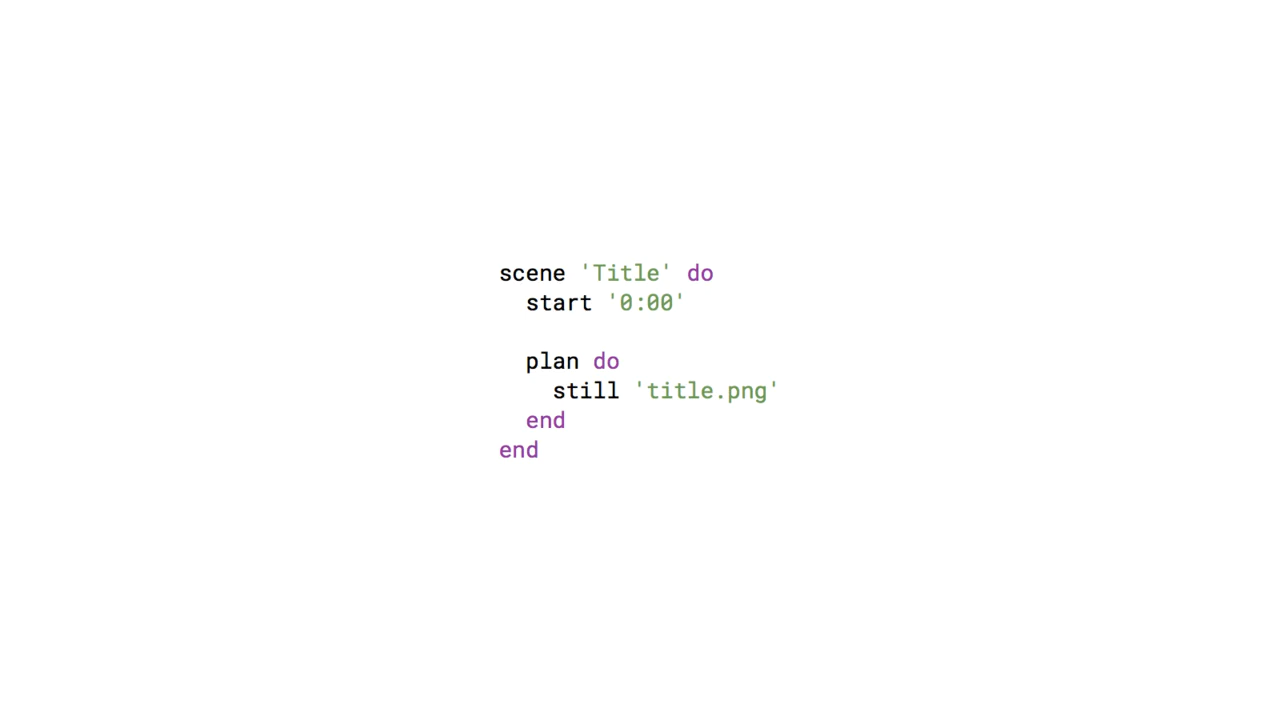 scene 'Title' do
  start '0:00'

  plan do
    still 'title.png'
  end
end